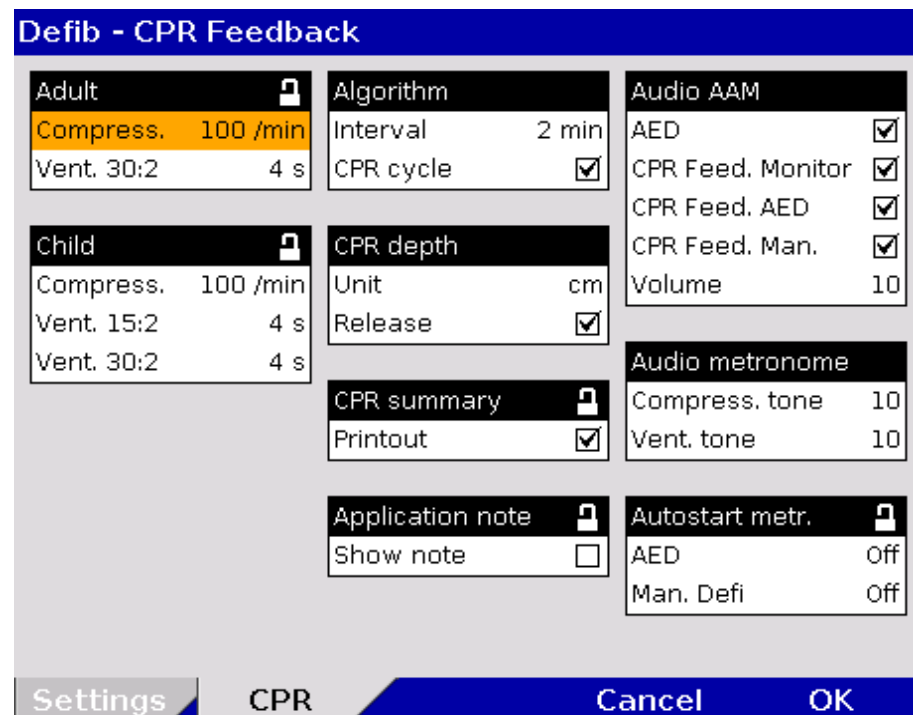 Defib - CPR Feedback
Adult
Compress. 100 /min
Vent. 30:2 4 s
Child
Compress. 100 /min
Vent. 15:2 4 s
Vent. 30:2 4 s
Algorithm
Interval 2 min
CPR cycle
CPR depth
Unit cm
Release
CPR summary
Printout
Application note
Show note
Audio AAM
AED
CPR Feed. Monitor
CPR Feed. AED
CPR Feed. Man.
Volume 10
Audio metronome
Compress. tone 10
Vent. tone 10
Autostart metr.
AED Off
Man. Defi Off
Settings CPR Cancel OK